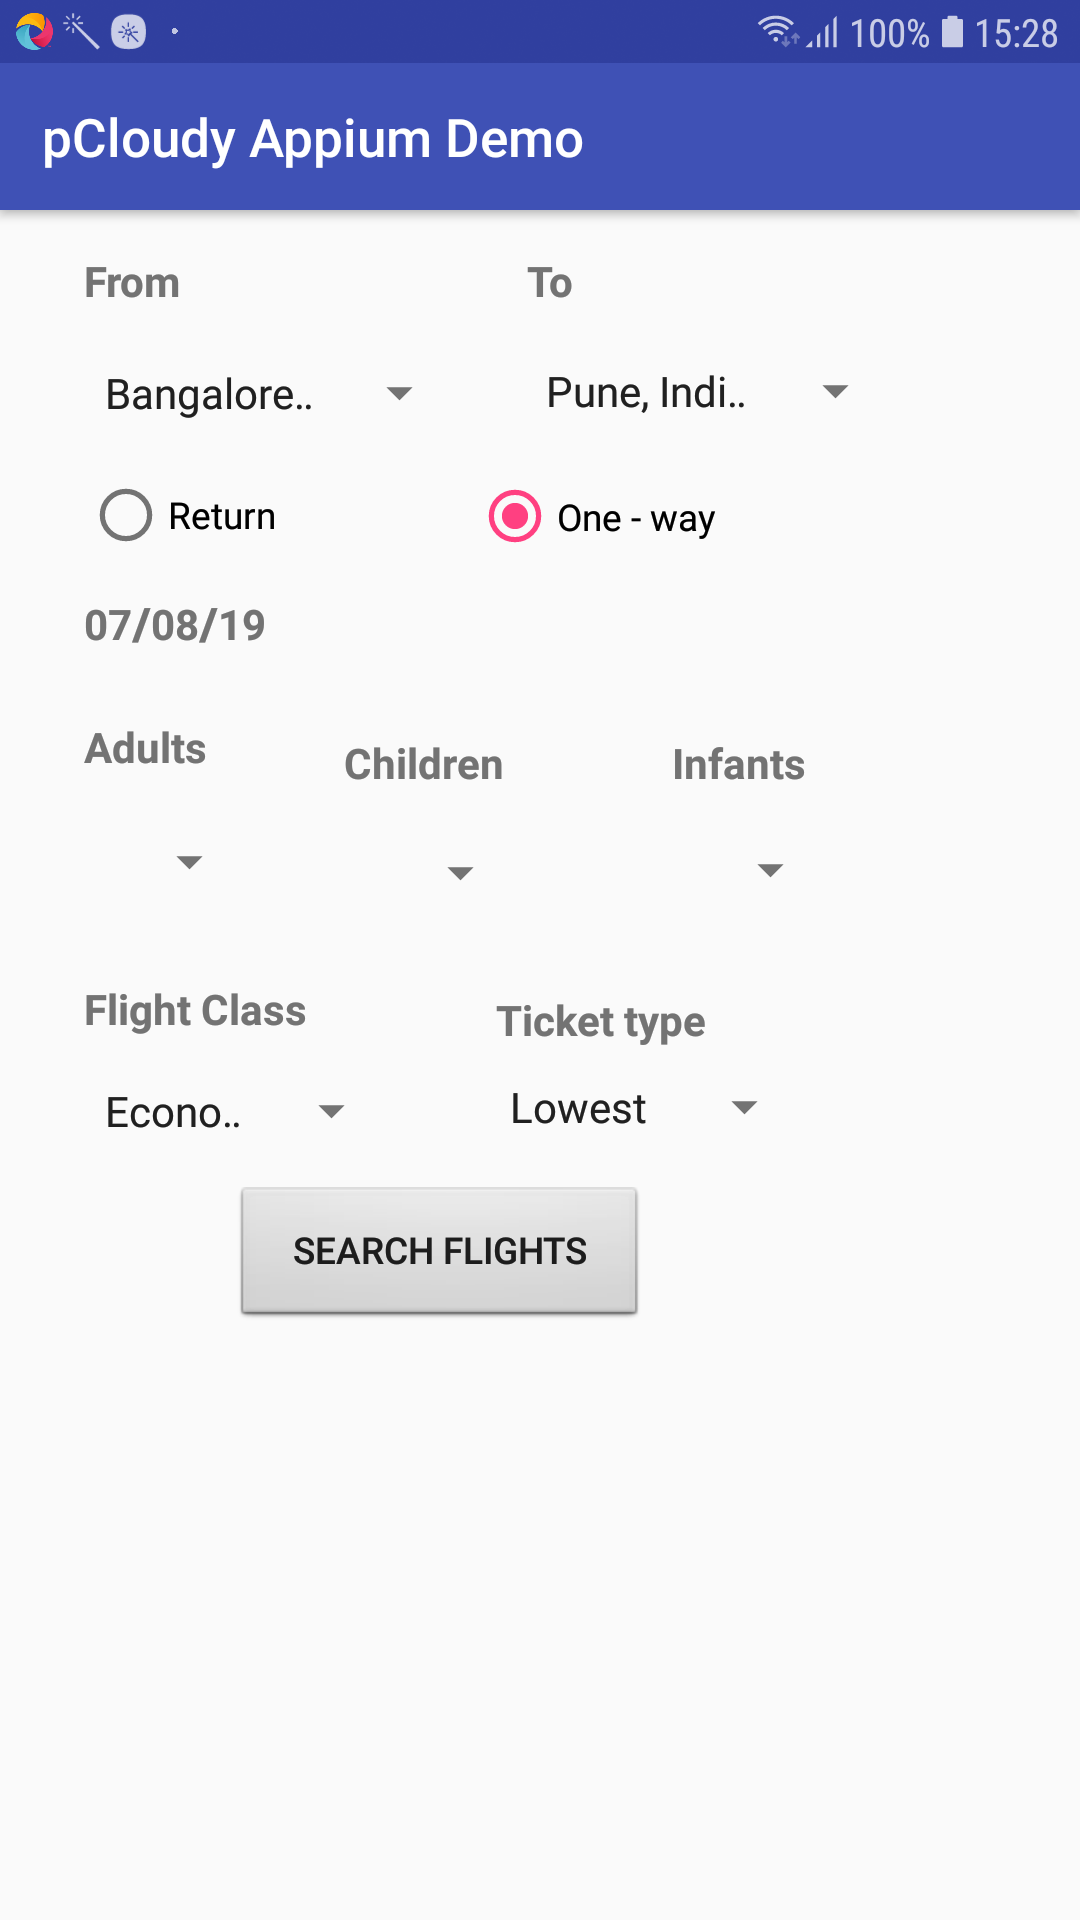 100% 15:28
pCloudy Appium Demo
From To
Bangalore.. Pune, Indi..
Return One - way
07/08/19
Adults Children Infants
Flight Class Ticket type
Econo.. Lowest
SEARCH FLIGHTS